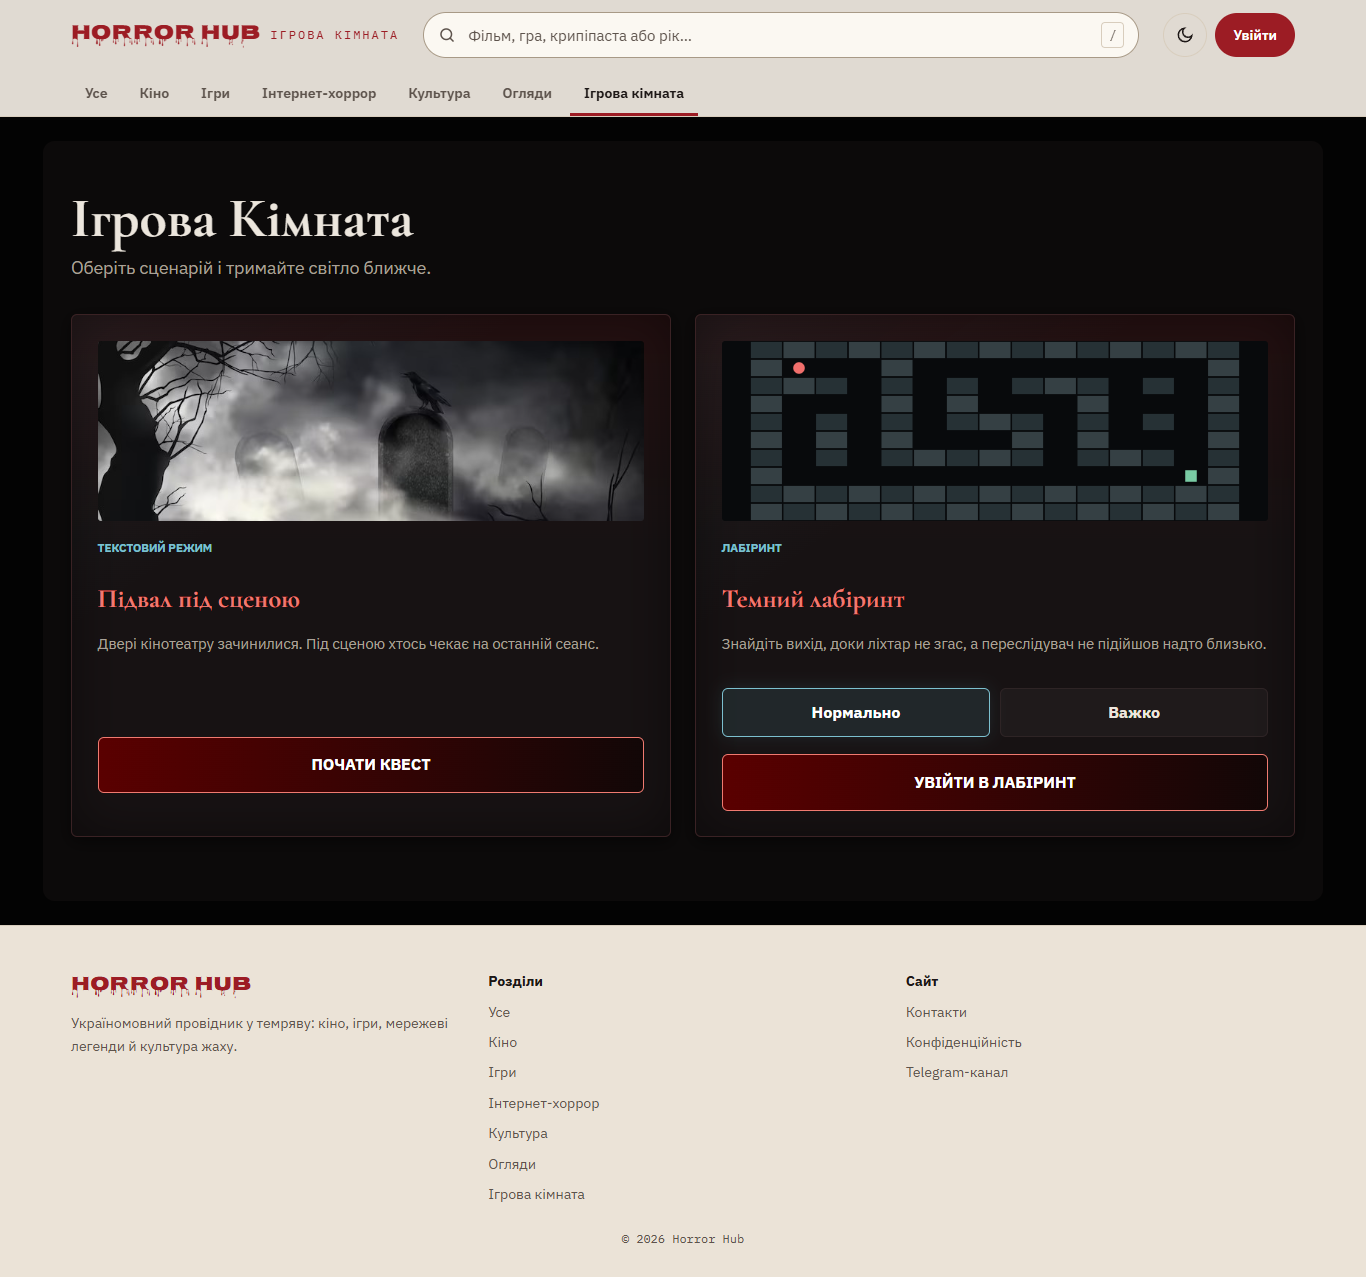 HORROR HUB ІГРОВА КІМНАТА
Фільм, гра, крипіпаста або рік...
/
Увійти
Усе Кіно Ігри Інтернет-хоррор Культура Огляди Ігрова кімната
Ігрова Кімната
Оберіть сценарій і тримайте світло ближче.
ТЕКСТОВИЙ РЕЖИМ
Підвал під сценою
Двері кінотеатру зачинилися. Під сценою хтось чекає на останній сеанс.
ПОЧАТИ КВЕСТ
ЛАБІРИНТ
Темний лабіринт
Знайдіть вихід, доки ліхтар не згас, а переслідувач не підійшов надто близько.
Нормально Важко
УВІЙТИ В ЛАБІРИНТ
HORROR HUB
Україномовний провідник у темряву: кіно, ігри, мережеві
легенди й культура жаху.
Розділи
Усе
Кіно
Ігри
Інтернет-хоррор
Культура
Огляди
Ігрова кімната
Сайт
Контакти
Конфіденційність
Telegram-канал
© 2026 Horror Hub